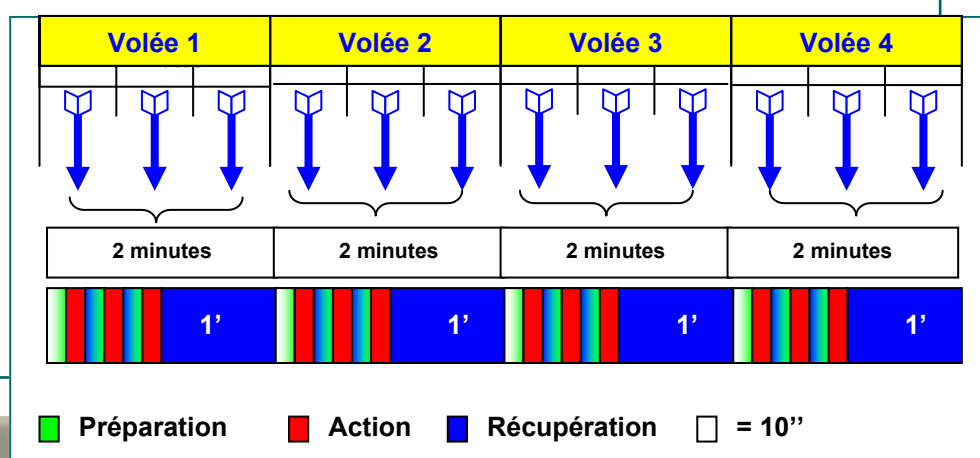 Volée 1 Volée 2 Volée 3 Volée 4
2 minutes 2 minutes 2 minutes 2 minutes
1’ 1’ 1’ 1’
Préparation Action Récupération = 10’’